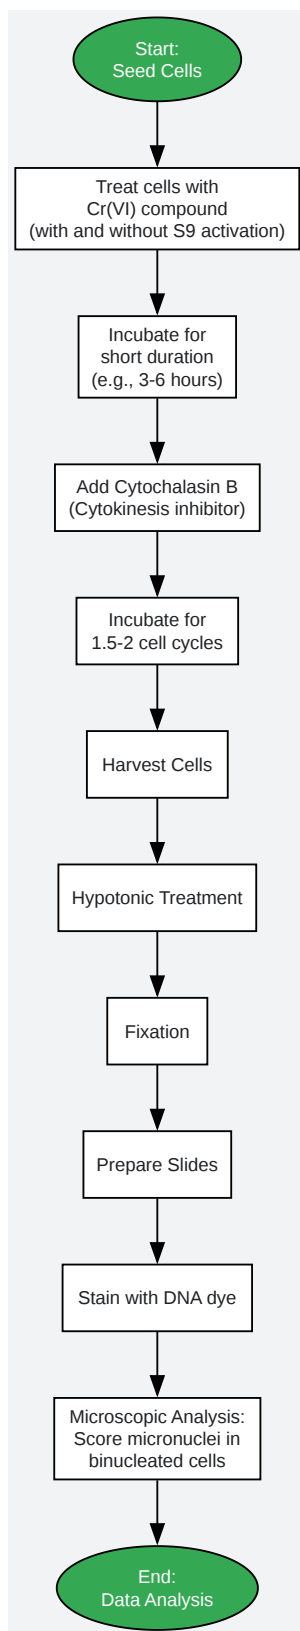 Start:
Seed Cells
Treat cells with
Cr(VI) compound
(with and without S9 activation)
Incubate for
short duration
(e.g., 3-6 hours)
Add Cytochalasin B
(Cytokinesis inhibitor)
Incubate for
1.5-2 cell cycles
Harvest Cells
Hypotonic Treatment
Fixation
Prepare Slides
Stain with DNA dye
Microscopic Analysis:
Score micronuclei in
binucleated cells
End:
Data Analysis